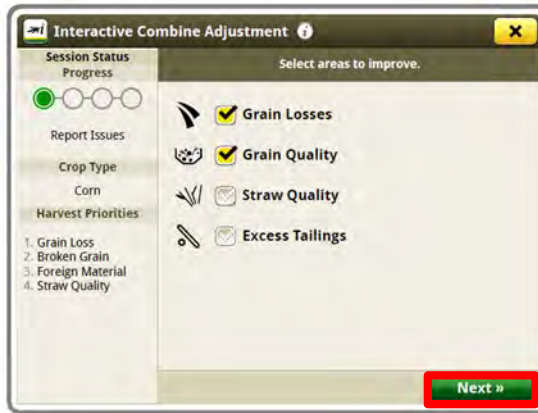 Interactive Combine Adjustment i
Session Status
Progress
Report Issues
Crop Type
Corn
Harvest Priorities
1. Grain Loss
2. Broken Grain
3. Foreign Material
4. Straw Quality
Select areas to improve.
Grain Losses
Grain Quality
Straw Quality
Excess Tailings
Next »